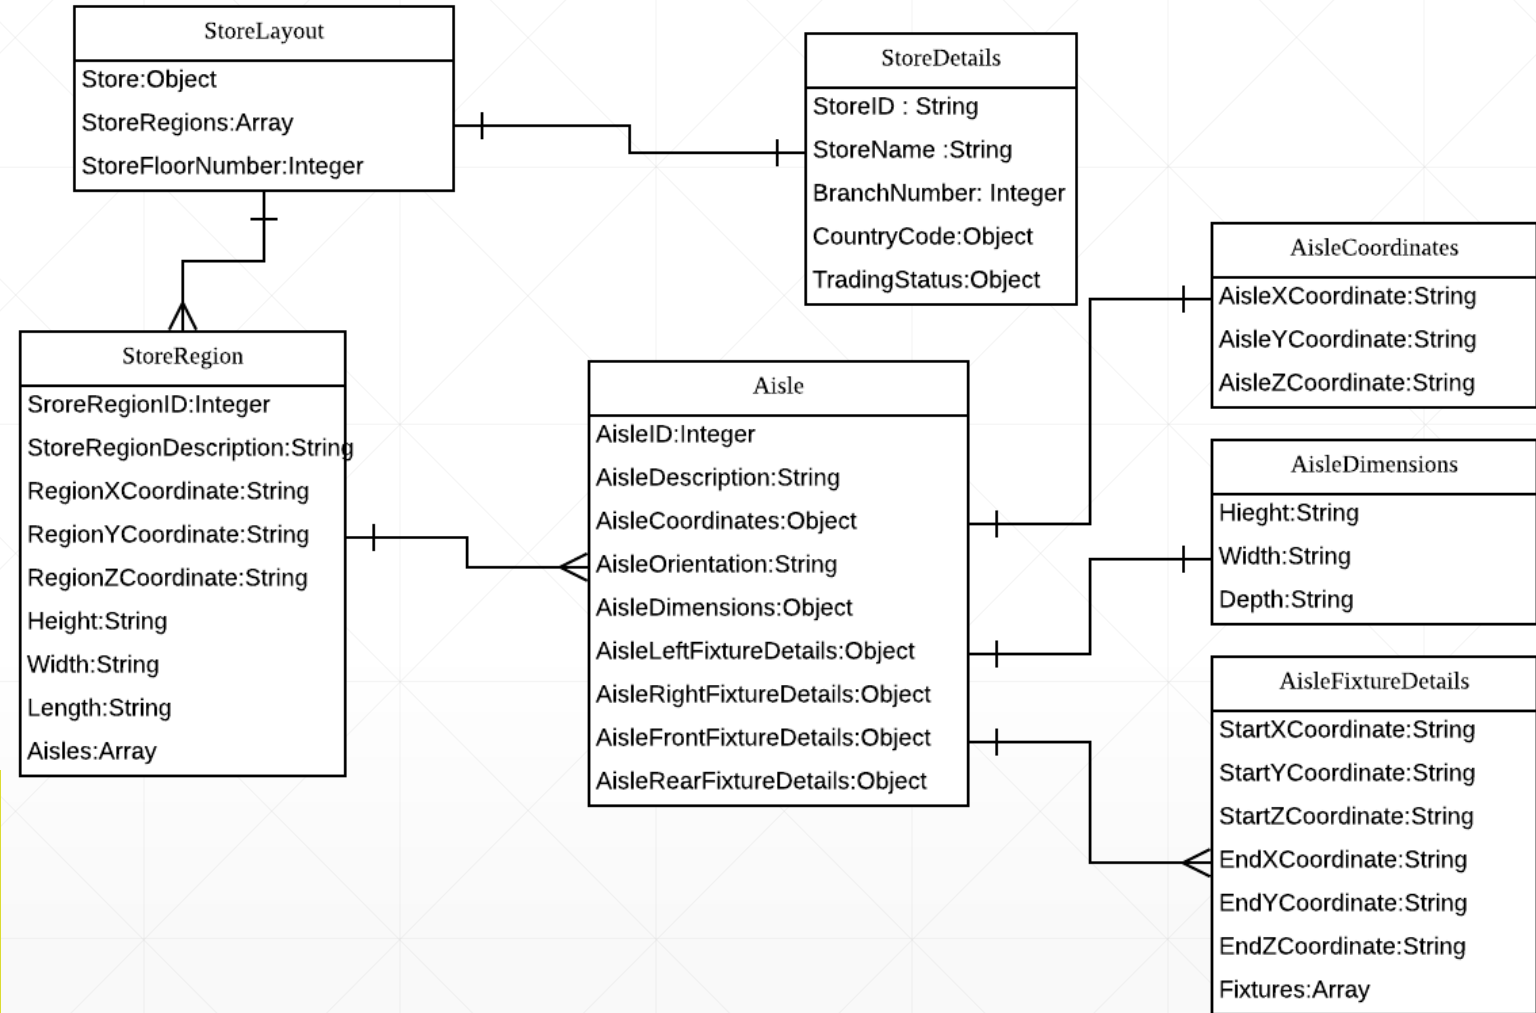 StoreLayout
Store:Object
StoreRegions:Array
StoreFloorNumber:Integer
StoreDetails
StoreID : String
StoreName :String
BranchNumber: Integer
CountryCode:Object
TradingStatus:Object
StoreRegion
SroreRegionID:Integer
StoreRegionDescription:String
RegionXCoordinate:String
RegionYCoordinate:String
RegionZCoordinate:String
Height:String
Width:String
Length:String
Aisles:Array
Aisle
AisleID:Integer
AisleDescription:String
AisleCoordinates:Object
AisleOrientation:String
AisleDimensions:Object
AisleLeftFixtureDetails:Object
AisleRightFixtureDetails:Object
AisleFrontFixtureDetails:Object
AisleRearFixtureDetails:Object
AisleCoordinates
AisleXCoordinate:String
AisleYCoordinate:String
AisleZCoordinate:String
AisleDimensions
Hieght:String
Width:String
Depth:String
AisleFixtureDetails
StartXCoordinate:String
StartYCoordinate:String
StartZCoordinate:String
EndXCoordinate:String
EndYCoordinate:String
EndZCoordinate:String
Fixtures:Array